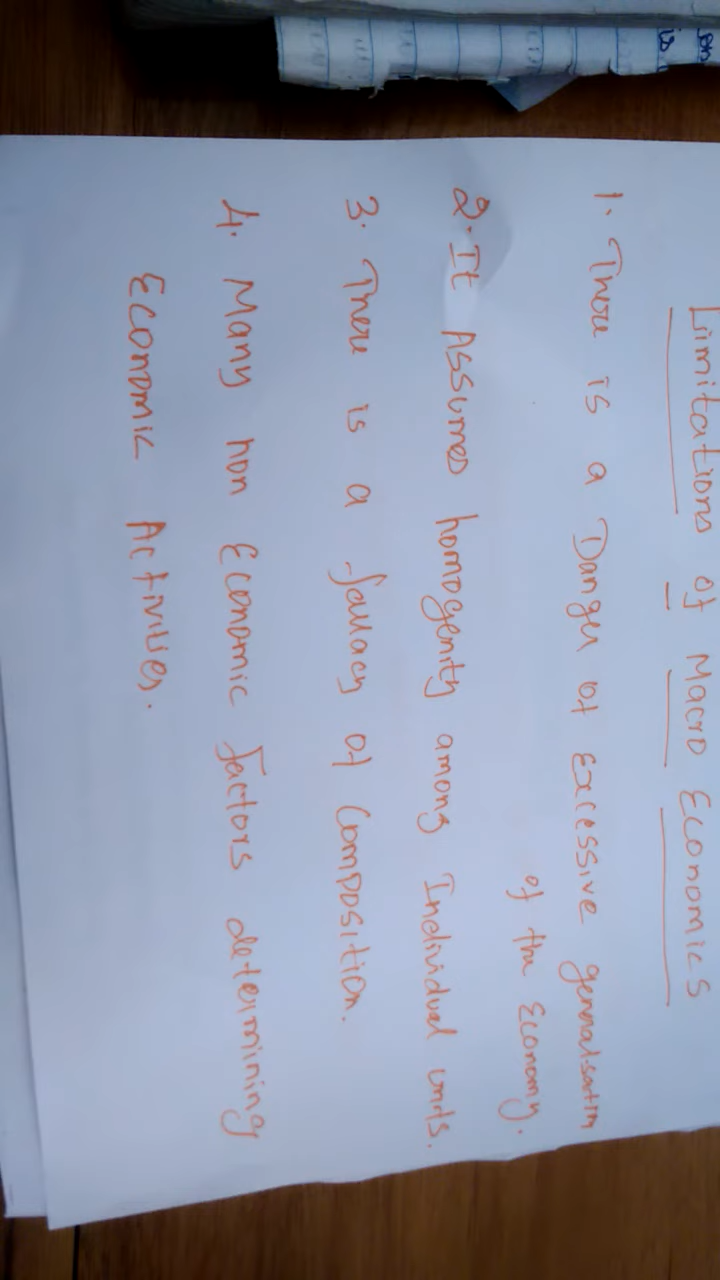 Limitations of Macro Economics
1. There is a Danger of Excessive generalisation
of the Economy.
2. It Assumes homogenity among Individual units.
3. There is a fallacy of Composition.
4. Many non Economic factors determining
Economic Activities.
is